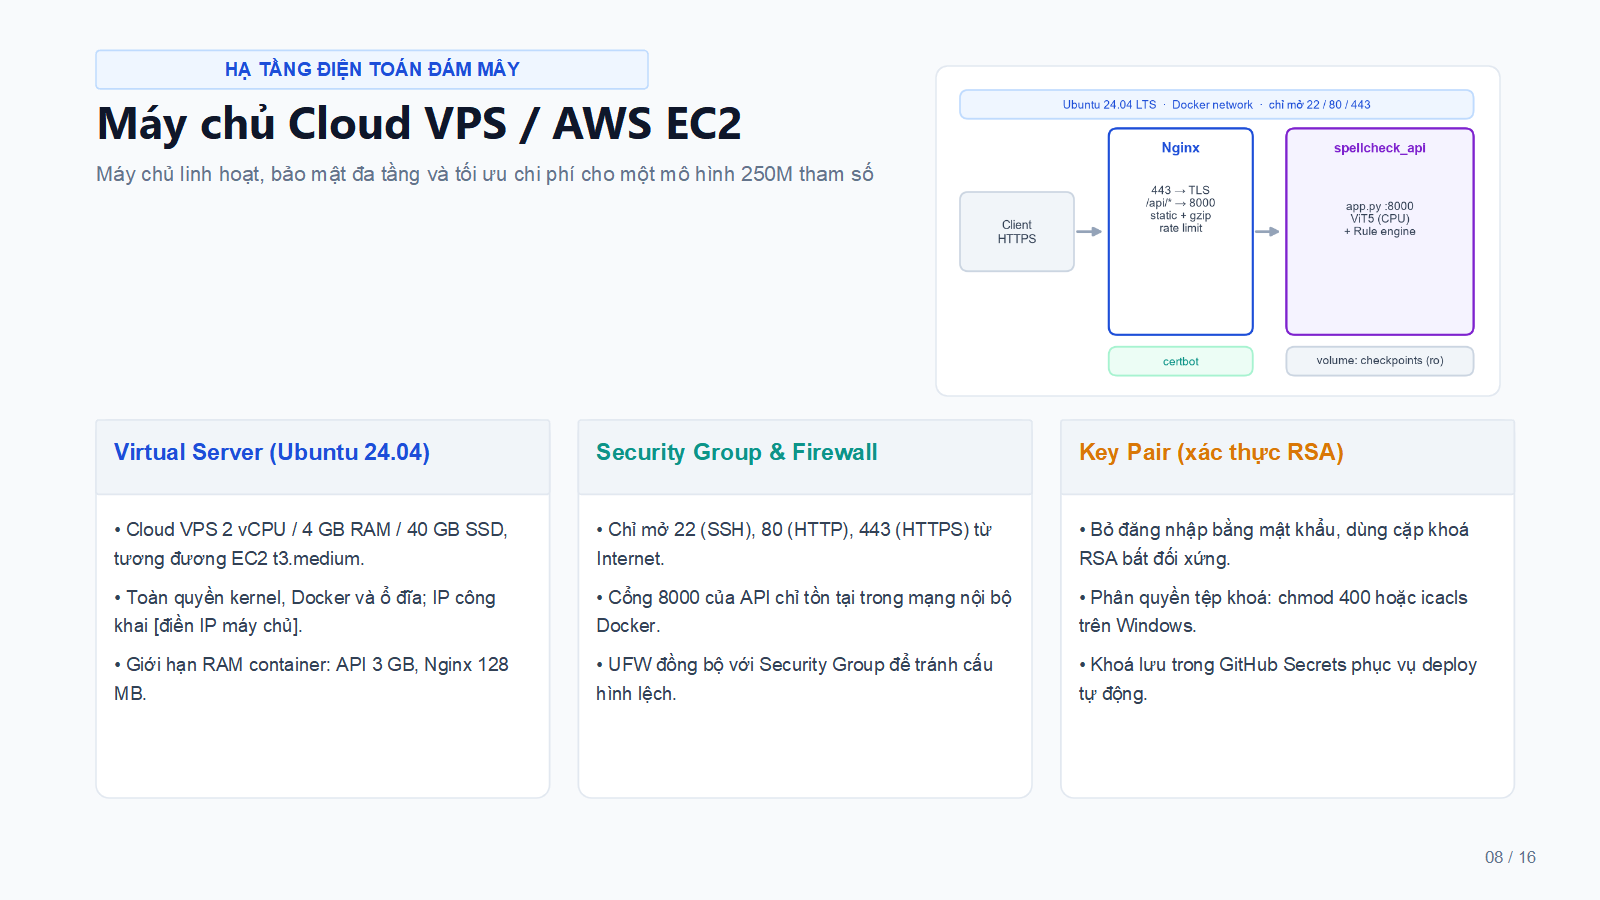 HẠ TẦNG ĐIỆN TOÁN ĐÁM MÂY
Máy chủ Cloud VPS / AWS EC2
Máy chủ linh hoạt, bảo mật đa tầng và tối ưu chi phí cho một mô hình 250M tham số
Ubuntu 24.04 LTS · Docker network · chỉ mở 22 / 80 / 443
Client
HTTPS
Nginx
443 → TLS
/api/* → 8000
static + gzip
rate limit
spellcheck_api
app.py :8000
ViT5 (CPU)
+ Rule engine
certbot
volume: checkpoints (ro)
Virtual Server (Ubuntu 24.04)
• Cloud VPS 2 vCPU / 4 GB RAM / 40 GB SSD,
tương đương EC2 t3.medium.
• Toàn quyền kernel, Docker và ổ đĩa; IP công
khai [điền IP máy chủ].
• Giới hạn RAM container: API 3 GB, Nginx 128
MB.
Security Group & Firewall
• Chỉ mở 22 (SSH), 80 (HTTP), 443 (HTTPS) từ
Internet.
• Cổng 8000 của API chỉ tồn tại trong mạng nội bộ
Docker.
• UFW đồng bộ với Security Group để tránh cấu
hình lệch.
Key Pair (xác thực RSA)
• Bỏ đăng nhập bằng mật khẩu, dùng cặp khoá
RSA bất đối xứng.
• Phân quyền tệp khoá: chmod 400 hoặc icacls
trên Windows.
• Khoá lưu trong GitHub Secrets phục vụ deploy
tự động.
08 / 16